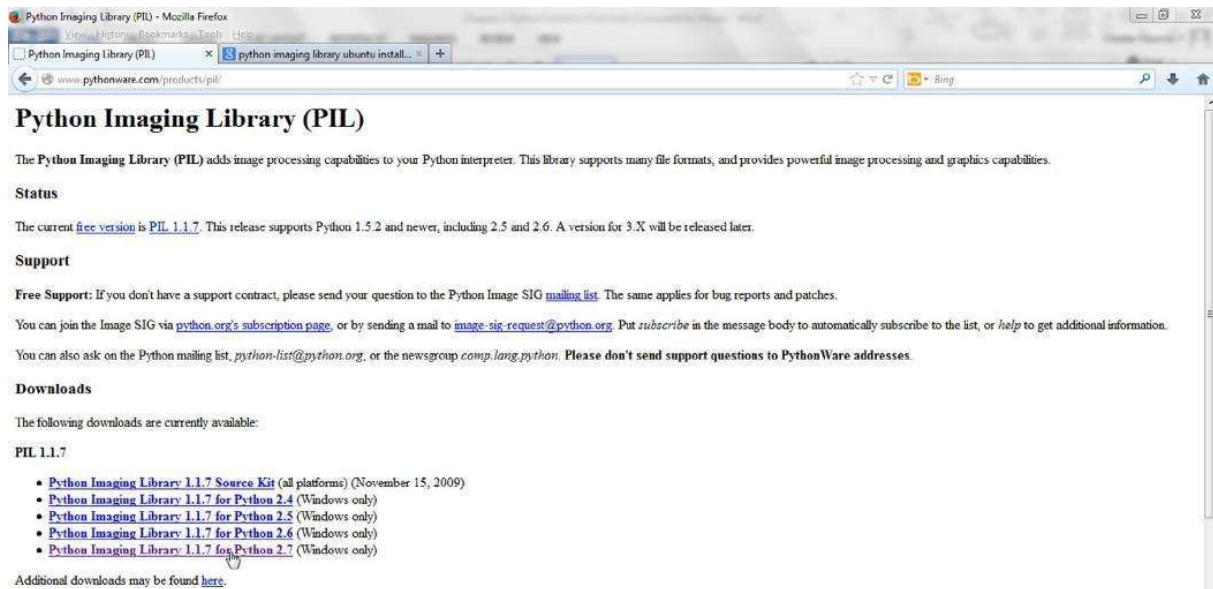 Python Imaging Library (PIL) - Mozilla Firefox
View History Bookmarks Tools Help
Python Imaging Library (PIL) × python imaging library ubuntu install... × +
www.pythonware.com/products/pil/ Bing
Python Imaging Library (PIL)
The Python Imaging Library (PIL) adds image processing capabilities to your Python interpreter. This library supports many file formats, and provides powerful image processing and graphics capabilities.
Status
The current free version is PIL 1.1.7. This release supports Python 1.5.2 and newer, including 2.5 and 2.6. A version for 3.X will be released later.
Support
Free Support: If you don't have a support contract, please send your question to the Python Image SIG mailing list. The same applies for bug reports and patches.
You can join the Image SIG via python.org's subscription page, or by sending a mail to image-sig-request@python.org. Put subscribe in the message body to automatically subscribe to the list, or help to get additional information.
You can also ask on the Python mailing list, python-list@python.org, or the newsgroup comp.lang.python. Please don't send support questions to PythonWare addresses.
Downloads
The following downloads are currently available:
PIL 1.1.7
• Python Imaging Library 1.1.7 Source Kit (all platforms) (November 15, 2009)
• Python Imaging Library 1.1.7 for Python 2.4 (Windows only)
• Python Imaging Library 1.1.7 for Python 2.5 (Windows only)
• Python Imaging Library 1.1.7 for Python 2.6 (Windows only)
• Python Imaging Library 1.1.7 for Python 2.7 (Windows only)
Additional downloads may be found here.